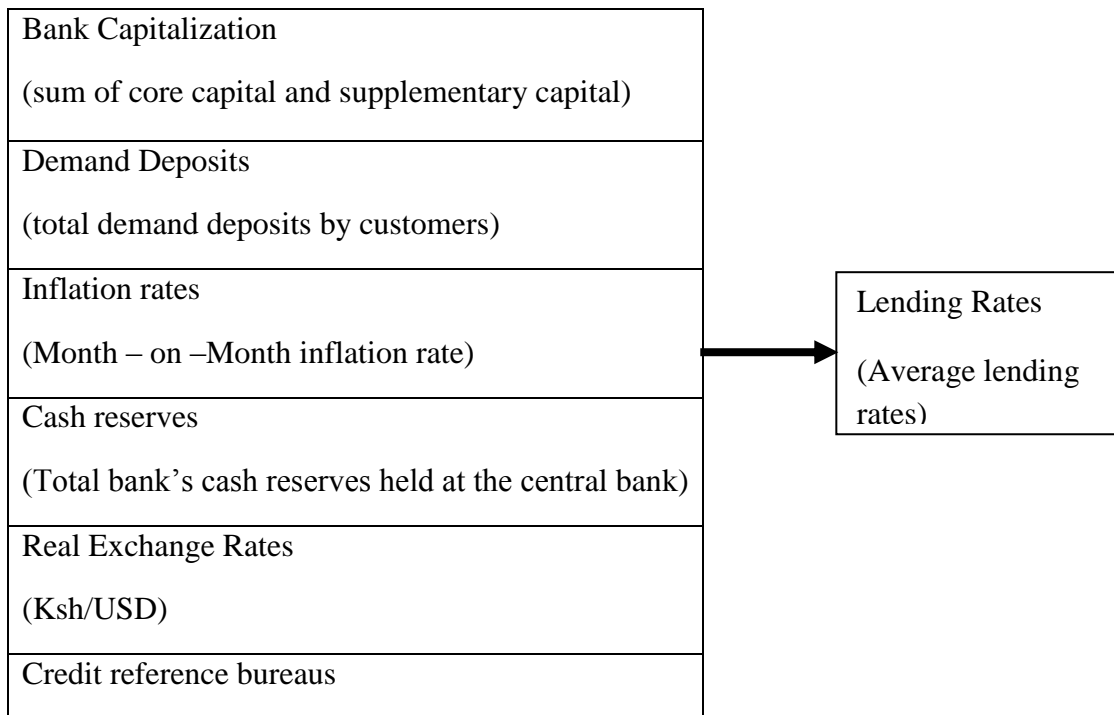 Bank Capitalization
(sum of core capital and supplementary capital)
Demand Deposits
(total demand deposits by customers)
Inflation rates
(Month – on –Month inflation rate)
Cash reserves
(Total bank’s cash reserves held at the central bank)
Real Exchange Rates
(Ksh/USD)
Credit reference bureaus
Lending Rates
(Average lending
rates)